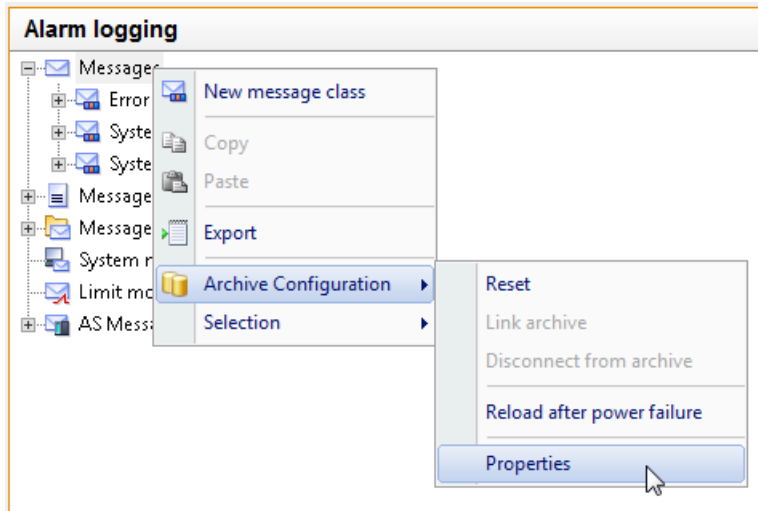 Alarm logging
Messages
Error
New message class
Syste
Copy
Syste
Paste
Message
Message
Export
System
Limit mo
Archive Configuration
Reset
AS Mess
Selection
Link archive
Disconnect from archive
Reload after power failure
Properties